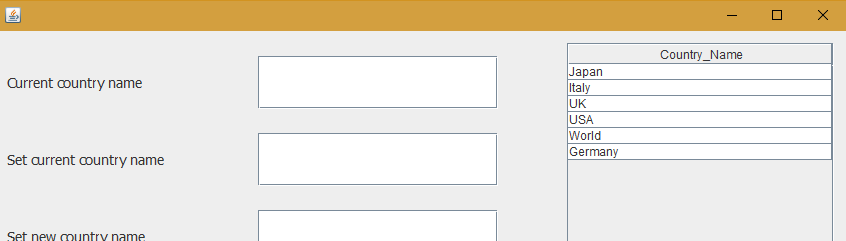 Current country name
Set current country name
Set new country name
Country_Name
Japan
Italy
UK
USA
World
Germany